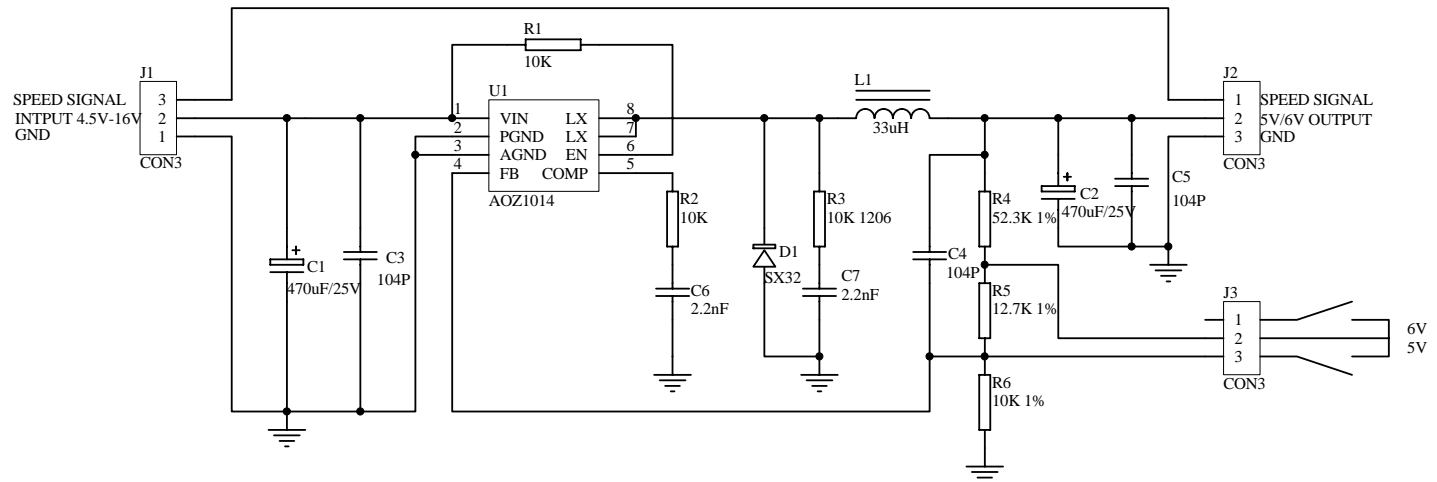 R1
10K
J1
SPEED SIGNAL
INTPUT 4.5V-16V
GND
3
2
1
CON3
U1
1
2
3
4
VIN
PGND
AGND
FB
LX
LX
EN
COMP
8
7
6
5
AOZ1014
L1
33uH
J2
1
2
3
SPEED SIGNAL
5V/6V OUTPUT
GND
CON3
+
C1
470uF/25V
C3
104P
R2
10K
C6
2.2nF
D1
SX32
R3
10K 1206
C7
2.2nF
C4
104P
R4
52.3K 1%
R5
12.7K 1%
R6
10K 1%
+
C2
470uF/25V
C5
104P
J3
1
2
3
CON3
6V
5V